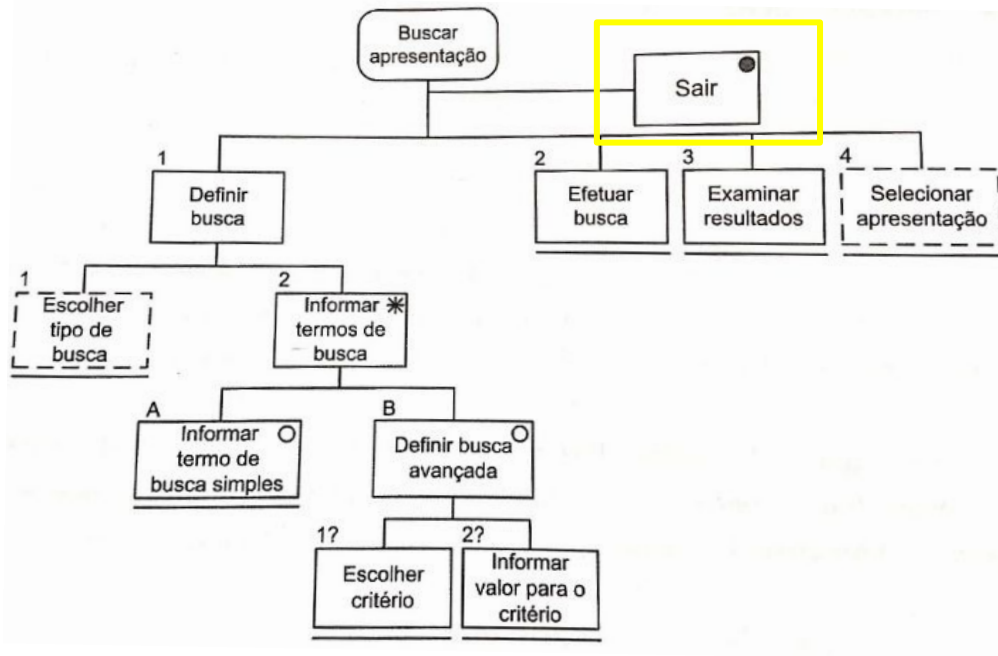 Buscar
apresentação
Sair
1
Definir
busca
2
Efetuar
busca
3
Examinar
resultados
4
Selecionar
apresentação
1
Escolher
tipo de
busca
2
Informar *
termos de
busca
A
Informar
termo de
busca simples
B
Definir busca
avançada
1?
Escolher
critério
2?
Informar
valor para o
critério